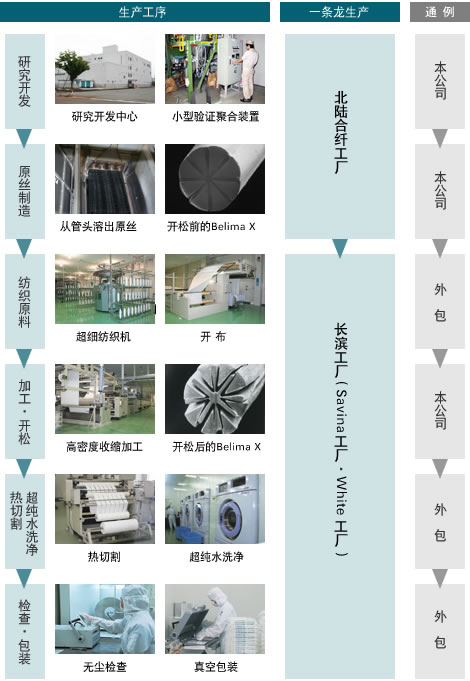 生产工序
一条龙生产
通 例
研究开发
研究开发中心
小型验证聚合装置
北陆合纤工厂
本公司
原丝制造
从管头溶出原丝
开松前的Belima X
本公司
纺织原料
超细纺织机
开 布
长滨工厂(Savina工厂·White工厂)
外 包
加工·开松
高密度收缩加工
开松后的Belima X
本公司
超纯水洗净
热切割
热切割
超纯水洗净
外 包
检查·包装
无尘检查
真空包装
外 包